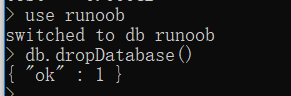 > use runoob
switched to db runoob
> db.dropDatabase()
{ "ok" : 1 }
>